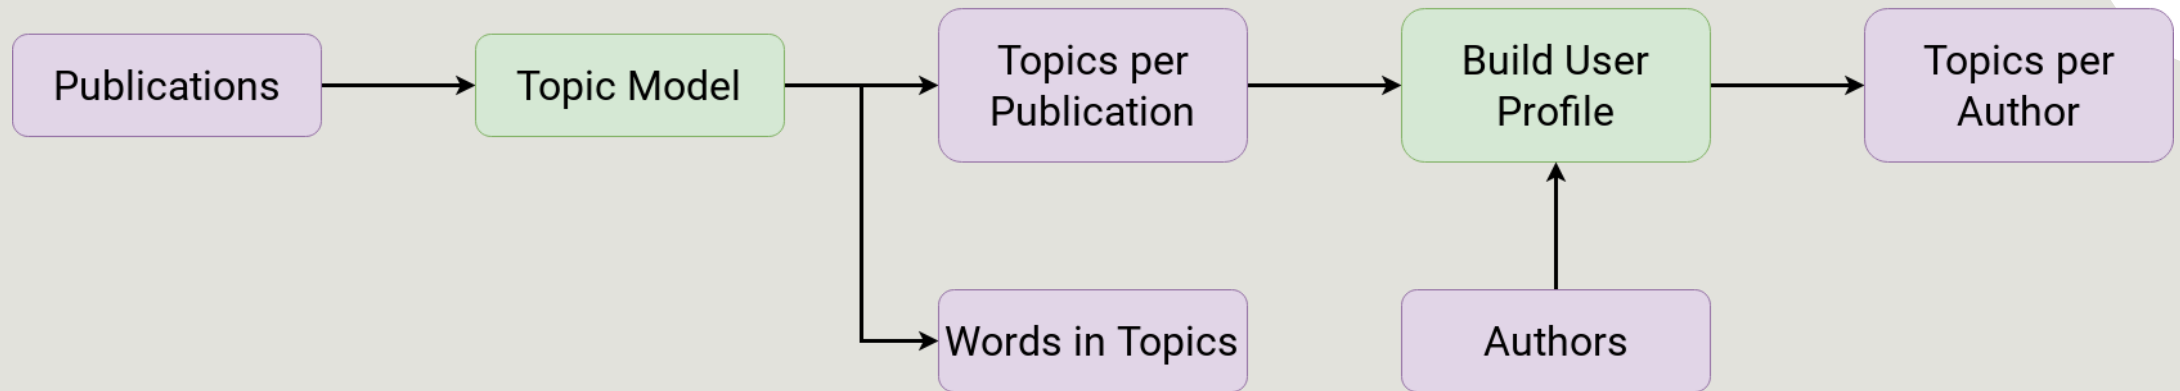 Publications
Topic Model
Topics per
Publication
Build User
Profile
Topics per
Author
Words in Topics
Authors